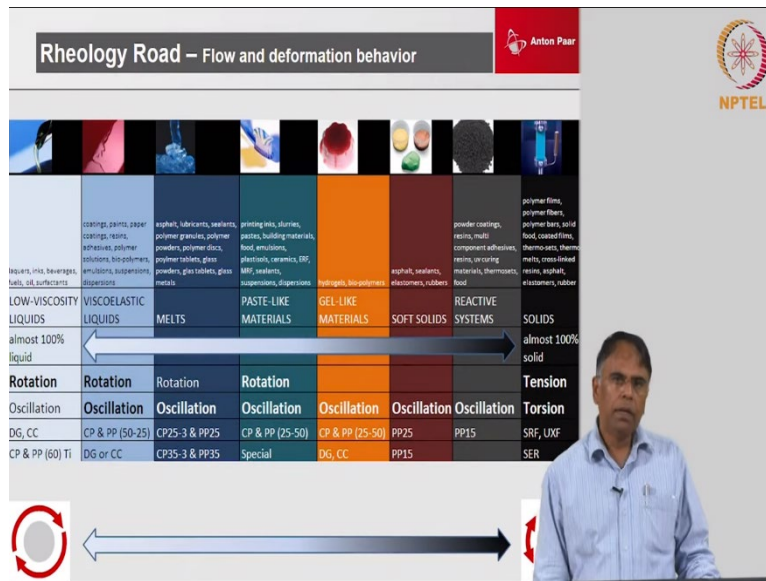 Rheology Road – Flow and deformation behavior
Anton Paar
NPTEL
laquers, inks, beverages,
fuels, oil, surfactants
coatings, paints, paper
coatings, resins,
adhesives, polymer
solutions, bio-polymers,
emulsions, suspensions,
dispersions
asphalt, lubricants, sealants,
polymer granules, polymer
powders, polymer discs,
polymer tablets, glass
powders, glas tablets, glass
metals
printing inks, slurries,
pastes, building materials,
food, emulsions,
plastisols, ceramics, ERF,
MRF, sealants,
suspensions, dispersions
hydrogels, bio-polymers
asphalt, sealants,
elastomers, rubbers
powder coatings,
resins, multi
component adhesives,
resins, uv curing
materials, thermosets,
food
polymer films,
polymer fibers,
polymer bars, solid
food, coated films,
thermo-sets, thermo
melts, cross-linked
resins, asphalt,
elastomers, rubber
LOW-VISCOSITY
LIQUIDS
VISCOELASTIC
LIQUIDS
MELTS
PASTE-LIKE
MATERIALS
GEL-LIKE
MATERIALS
SOFT SOLIDS
REACTIVE
SYSTEMS
SOLIDS
almost 100%
liquid
almost 100%
solid
Rotation Rotation Rotation Rotation Tension
Oscillation Oscillation Oscillation Oscillation Oscillation Oscillation Oscillation Torsion
DG, CC CP & PP (50-25) CP25-3 & PP25 CP & PP (25-50) CP & PP (25-50) PP25 PP15 SRF, UXF
CP & PP (60) Ti DG or CC CP35-3 & PP35 Special DG, CC PP15 SER